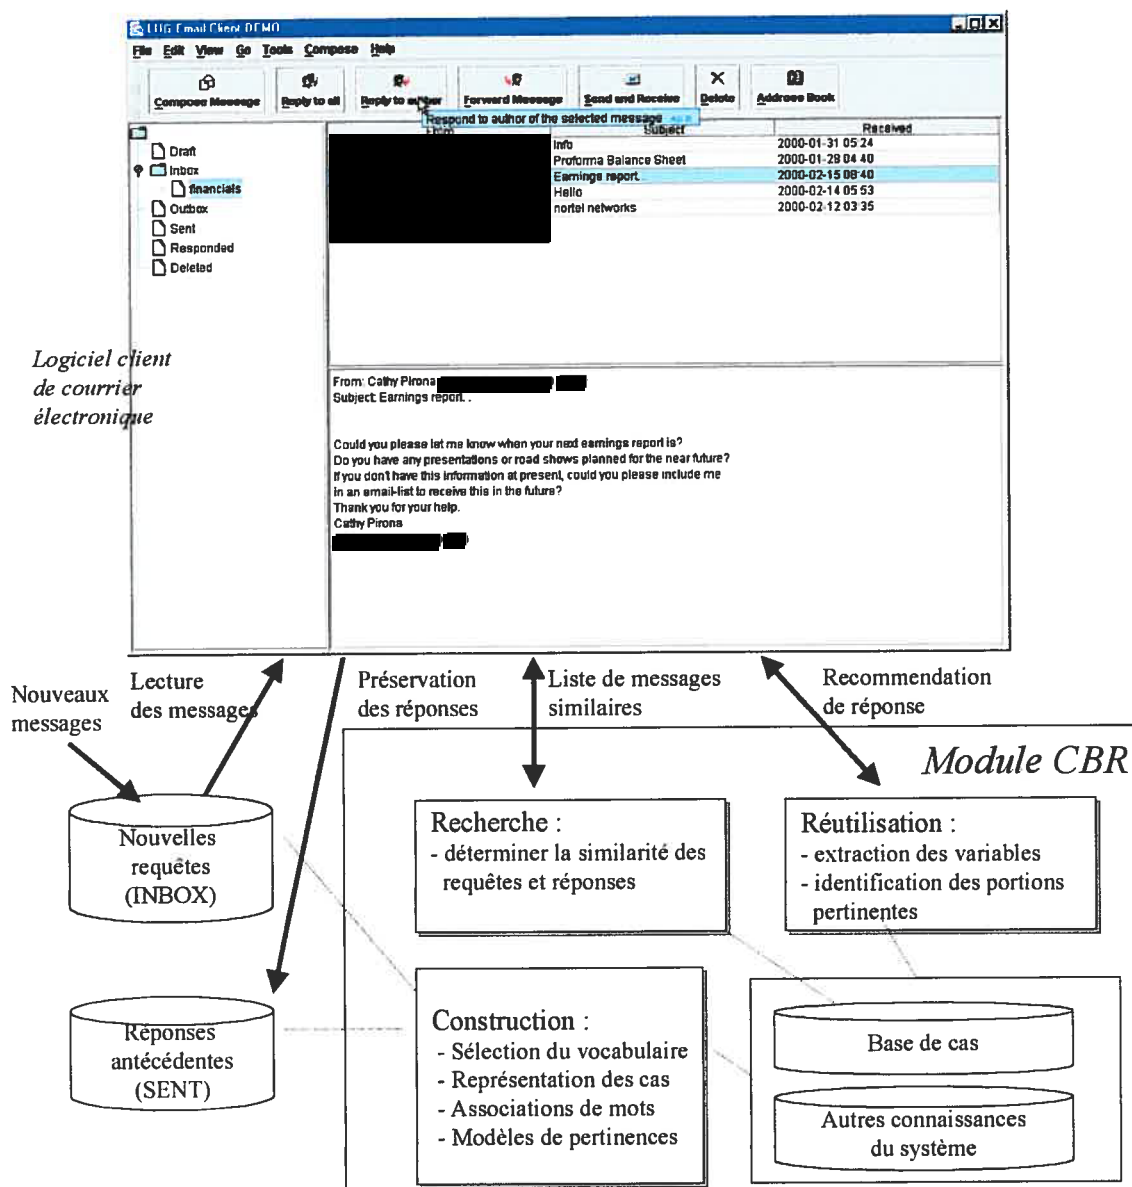 LUG Email Client DEMO
File Edit View Go Tools Compose Help
Compose Message Reply to all Reply to author Forward Message Send and Receive Delete Address Book
Respond to author of the selected message
From Subject Received
Info 2000-01-31 05:24
Proforma Balance Sheet 2000-01-28 04:40
Earnings report. 2000-02-15 08:40
Hello 2000-02-14 05:53
nortel networks 2000-02-12 03:35
Draft
Inbox
financials
Outbox
Sent
Responded
Deleted
Logiciel client
de courrier
électronique
From: Cathy Pirona
Subject: Earnings report. .
Could you please let me know when your next earnings report is?
Do you have any presentations or road shows planned for the near future?
If you don't have this information at present, could you please include me
in an email-list to receive this in the future?
Thank you for your help.
Cathy Pirona
Nouveaux
messages
Lecture
des messages
Préservation
des réponses
Liste de messages
similaires
Recommendation
de réponse
Module CBR
Nouvelles
requêtes
(INBOX)
Recherche :
- déterminer la similarité des
requêtes et réponses
Réutilisation :
- extraction des variables
- identification des portions
pertinentes
Réponses
antécédentes
(SENT)
Construction :
- Sélection du vocabulaire
- Représentation des cas
- Associations de mots
- Modèles de pertinences
Base de cas
Autres connaissances
du système